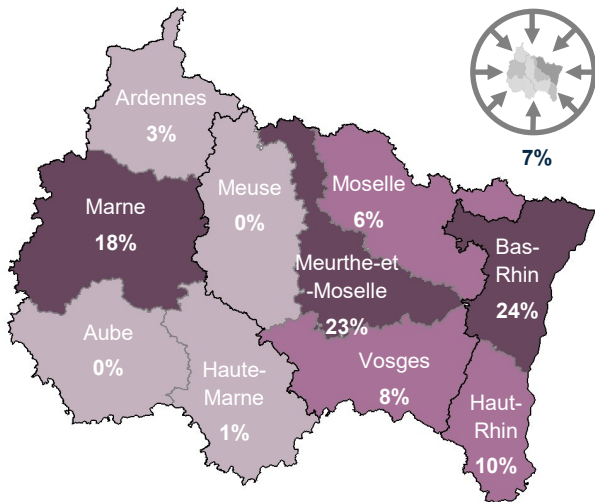 Ardennes
3%
7%
Meuse
0%
Moselle
6%
Marne
18%
Bas-
Rhin
24%
Meurthe-et
-Moselle
23%
Aube
0%
Haute-
Marne
1%
Vosges
8%
Haut-
Rhin
10%